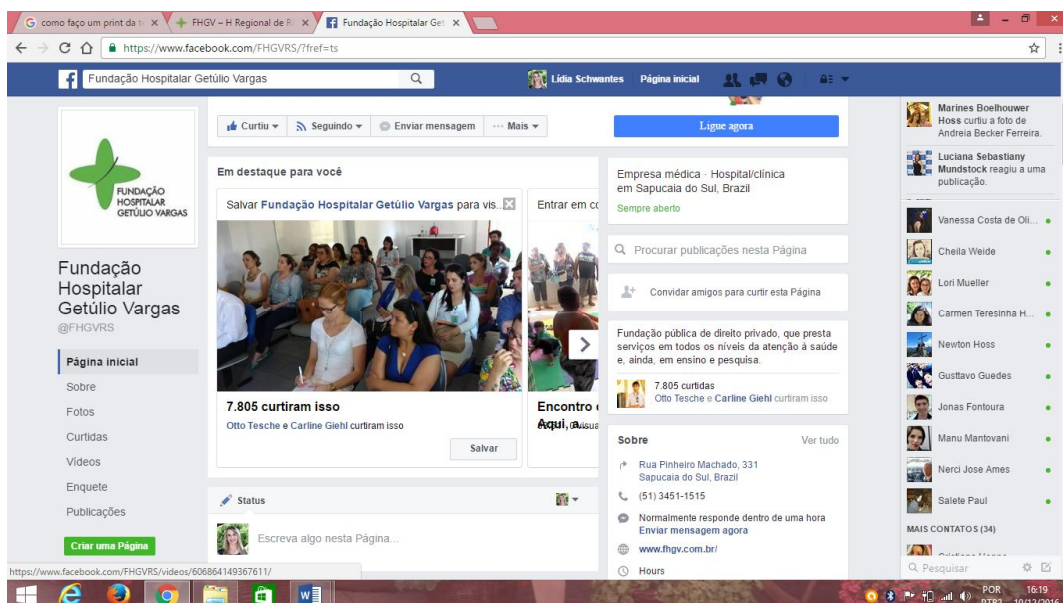 como faço um print da t
FHGV – H Regional de R
Fundação Hospitalar Get
https://www.facebook.com/FHGVRS/?fref=ts
Fundação Hospitalar Getúlio Vargas
Lídia Schwantes
Página inicial
FUNDAÇÃO
HOSPITALAR
GETÚLIO VARGAS
Fundação
Hospitalar
Getúlio Vargas
@FHGVRS
Página inicial
Sobre
Fotos
Curtidas
Vídeos
Enquete
Publicações
Criar uma Página
https://www.facebook.com/FHGVRS/videos/606864149367611/
Curtiu
Seguindo
Enviar mensagem
Mais
Ligue agora
Em destaque para você
Salvar Fundação Hospitalar Getúlio Vargas para vis...
7.805 curtiram isso
Otto Tesche e Carline Giehl curtiram isso
Salvar
Entrar em co
Encontro
Aqui, a
Status
Escreva algo nesta Página...
Empresa médica · Hospital/clínica
em Sapucaia do Sul, Brazil
Sempre aberto
Procurar publicações nesta Página
Convidar amigos para curtir esta Página
Fundação pública de direito privado, que presta
serviços em todos os níveis da atenção à saúde
e, ainda, em ensino e pesquisa.
7.805 curtidas
Otto Tesche e Carline Giehl curtiram isso
Sobre
Ver tudo
Rua Pinheiro Machado, 331
Sapucaia do Sul, Brazil
(51) 3451-1515
Normalmente responde dentro de uma hora
Enviar mensagem agora
www.fhgv.com.br/
Hours
Marines Boelhouwer
Hoss curtiu a foto de
Andreia Becker Ferreira.
Luciana Sebastiany
Mundstock reagiu a uma
publicação.
Vanessa Costa de Oli...
Cheila Weide
Lori Mueller
Carmen Teresinha H...
Newton Hoss
Gusttavo Guedes
Jonas Fontoura
Manu Mantovani
Nerci Jose Ames
Salete Paul
MAIS CONTATOS (34)
Pesquisar
POR
PTB2
16:19
10/12/2016